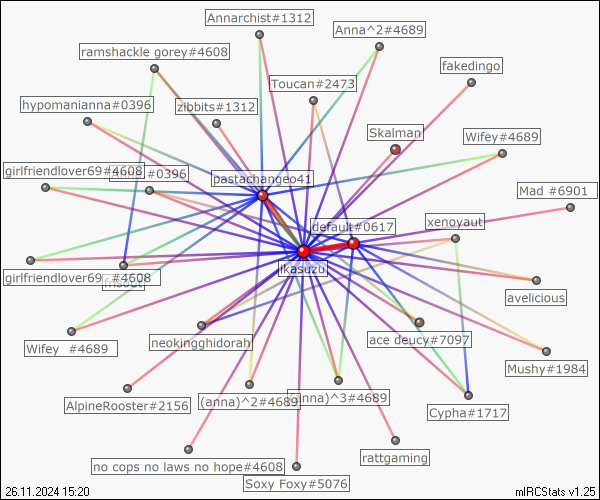 Annarchist#1312
Anna^2#4689
ramshackle gorey#4608
fakedingo
Toucan#2473
hypomanianna#0396
zibbits#1312
Skalman
Wifey#4689
girlfriendlover69#4608
#0396
pastachangeo41
Mad #6901
default#0617
xenoyaut
ikasuzu
girlfriendlover69 #4608
avelicious
neokingghidorah
ace deucy#7097
Wifey #4689
Mushy#1984
AlpineRooster#2156
(anna)^2#4689
(anna)^3#4689
Cypha#1717
rattgaming
no cops no laws no hope#4608
Soxy Foxy#5076
26.11.2024 15:20
mIRCStats v1.25